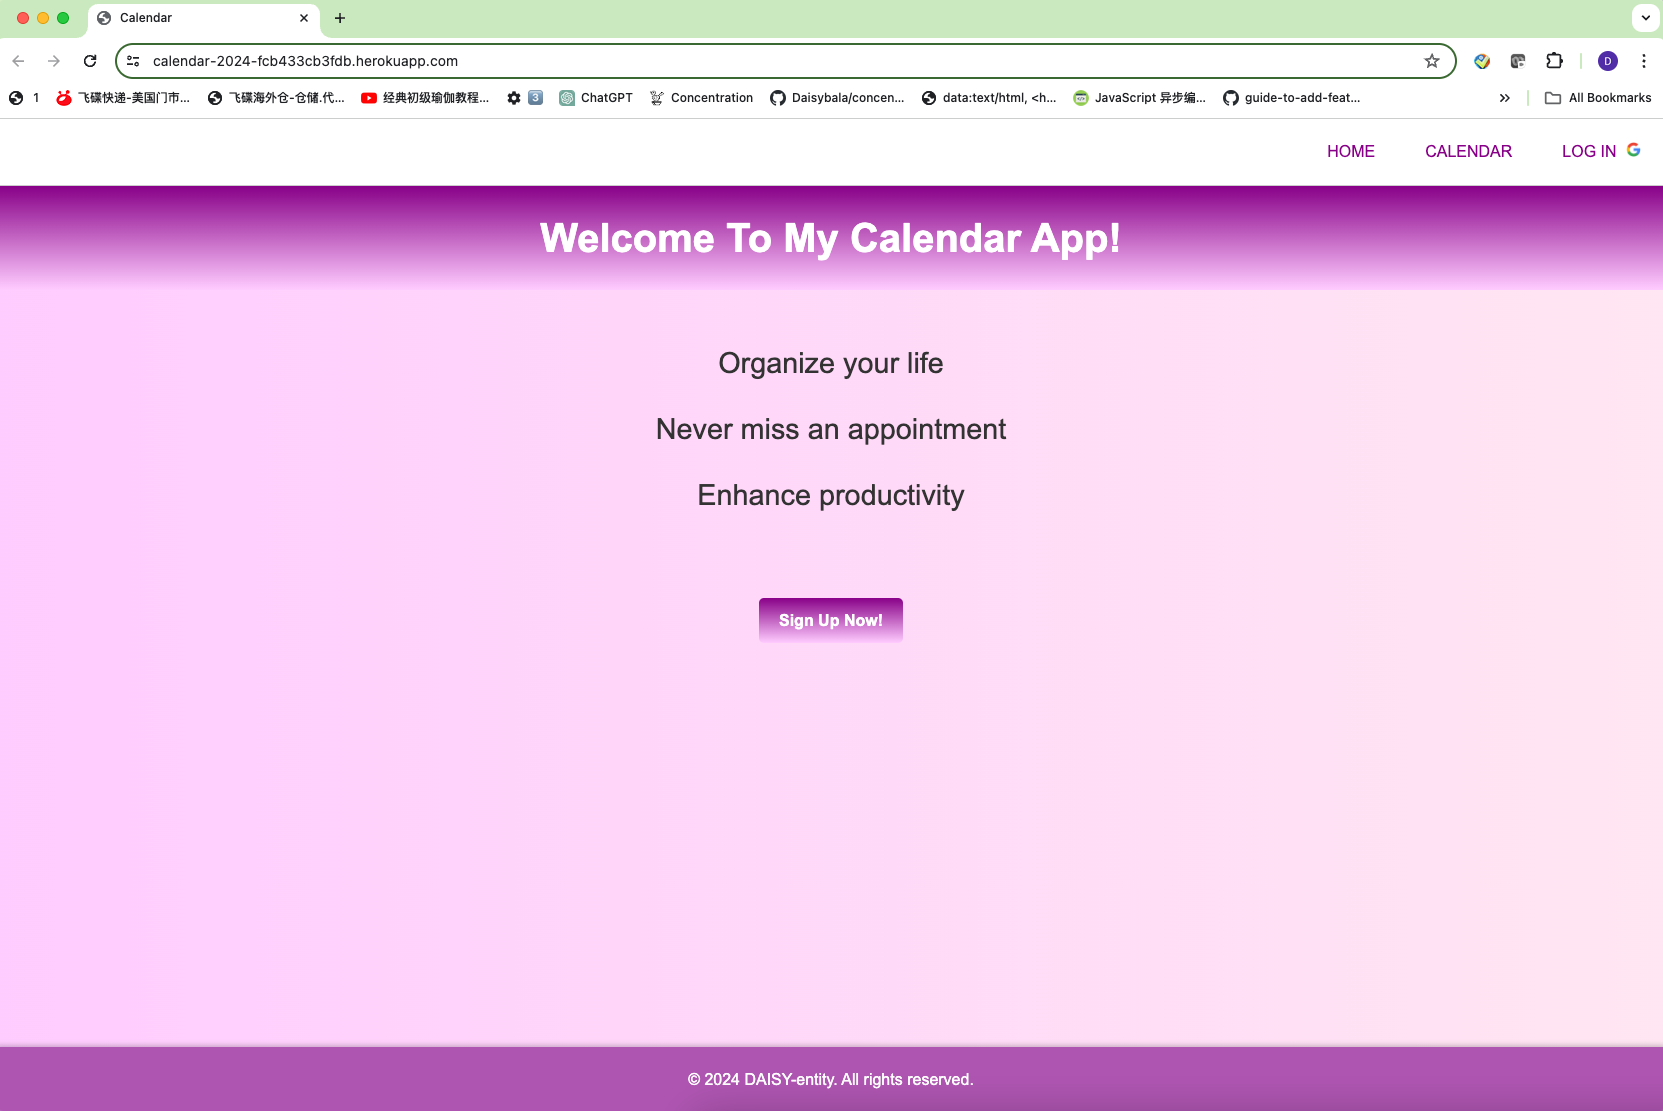 Calendar
calendar-2024-fcb433cb3fdb.herokuapp.com
1 飞碟快递-美国门市... 飞碟海外仓-仓储.代... 经典初级瑜伽教程... 3 ChatGPT Concentration Daisybala/concen... data:text/html, <h... JavaScript 异步编... guide-to-add-feat... All Bookmarks
HOME CALENDAR LOG IN
Welcome To My Calendar App!
Organize your life
Never miss an appointment
Enhance productivity
Sign Up Now!
© 2024 DAISY-entity. All rights reserved.